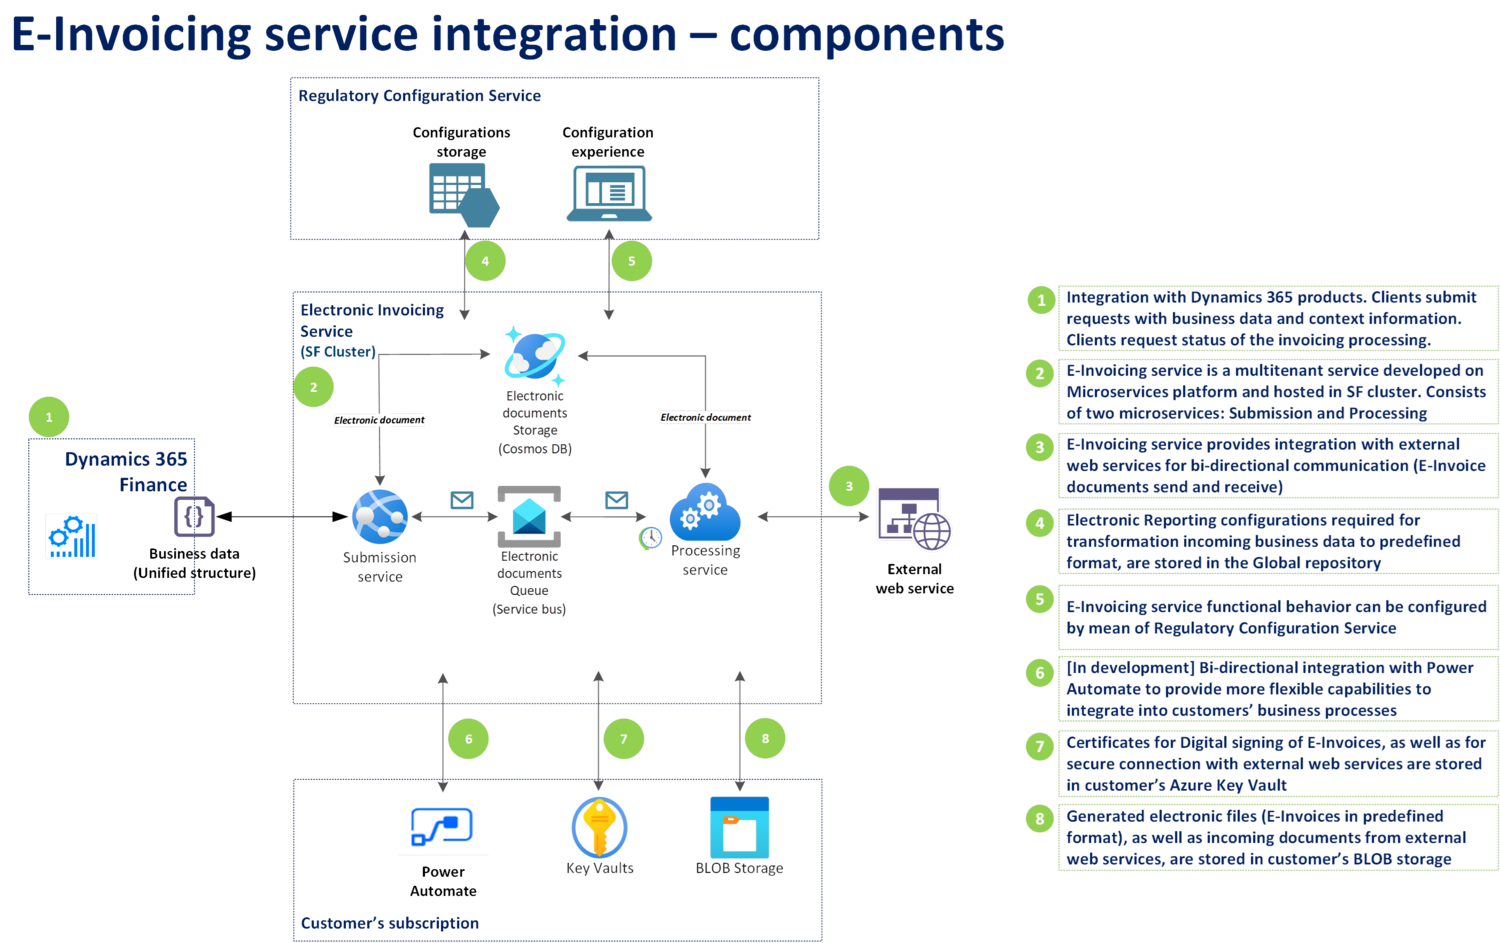 E-Invoicing service integration – components
Regulatory Configuration Service
Configurations
storage
Configuration
experience
4
5
Electronic Invoicing
Service
(SF Cluster)
2
Electronic
documents
Storage
(Cosmos DB)
Electronic document
Electronic document
1
Dynamics 365
Finance
{}
Business data
(Unified structure)
Submission
service
Electronic
documents
Queue
(Service bus)
Processing
service
3
External
web service
6
7
8
Power
Automate
Key Vaults
BLOB Storage
Customer’s subscription
1
Integration with Dynamics 365 products. Clients submit
requests with business data and context information.
Clients request status of the invoicing processing.
2
E-Invoicing service is a multitenant service developed on
Microservices platform and hosted in SF cluster. Consists
of two microservices: Submission and Processing
3
E-Invoicing service provides integration with external
web services for bi-directional communication (E-Invoice
documents send and receive)
4
Electronic Reporting configurations required for
transformation incoming business data to predefined
format, are stored in the Global repository
5
E-Invoicing service functional behavior can be configured
by mean of Regulatory Configuration Service
6
[In development] Bi-directional integration with Power
Automate to provide more flexible capabilities to
integrate into customers’ business processes
7
Certificates for Digital signing of E-Invoices, as well as for
secure connection with external web services are stored
in customer’s Azure Key Vault
8
Generated electronic files (E-Invoices in predefined
format), as well as incoming documents from external
web services, are stored in customer’s BLOB storage